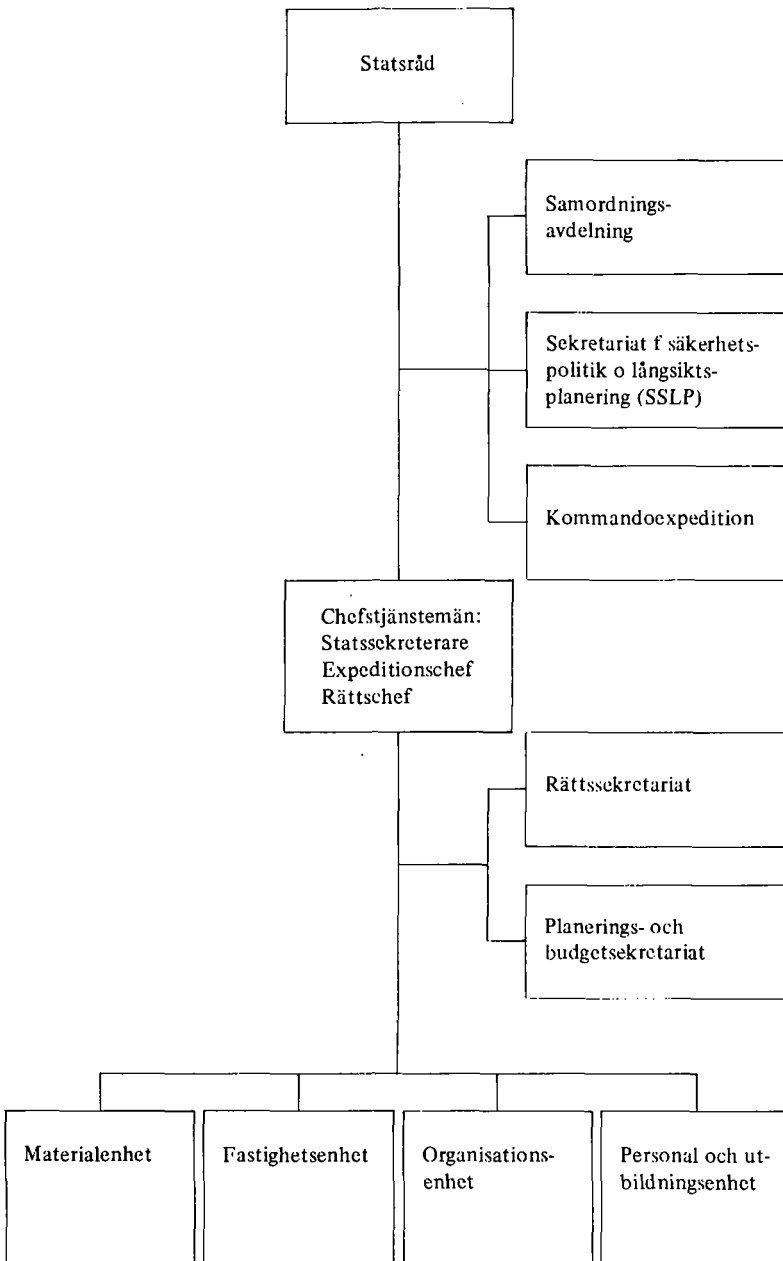 Statsråd
Samordnings-
avdelning
Sekretariat f säkerhets-
politik o långsikts-
planering (SSLP)
Kommandoexpedition
Chefstjänstemän:
Statssekreterare
Expeditionschef
Rättschef
Rättssekretariat
Planerings- och
budgetsekretariat
Materialenhet
Fastighetsenhet
Organisations-
enhet
Personal och ut-
bildningsenhet